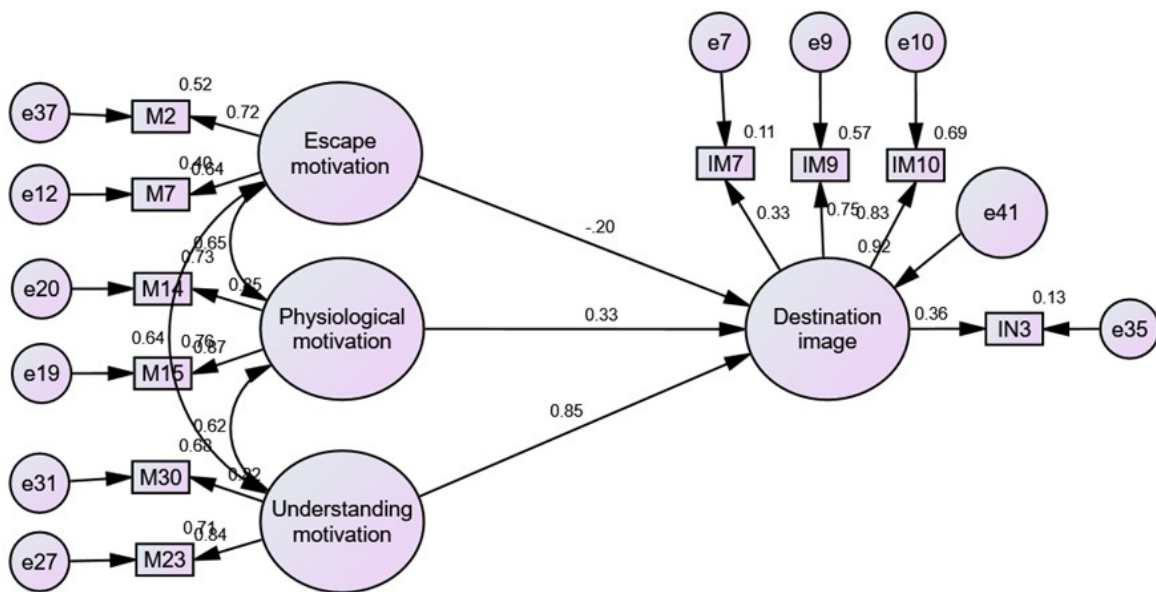 e7
e9
e10
0.52
e37
M2
0.72
Escape
motivation
0.11
0.57
0.69
IM7
IM9
IM10
0.40
0.64
e12
M7
0.33
0.75
0.83
e41
-.20
0.92
0.65
0.73
e20
M14
0.85
Physiological
motivation
0.33
Destination
image
0.36
0.13
IN3
e35
0.64
0.76
0.87
e19
M15
0.62
0.85
0.68
e31
M30
0.82
Understanding
motivation
0.71
0.84
e27
M23